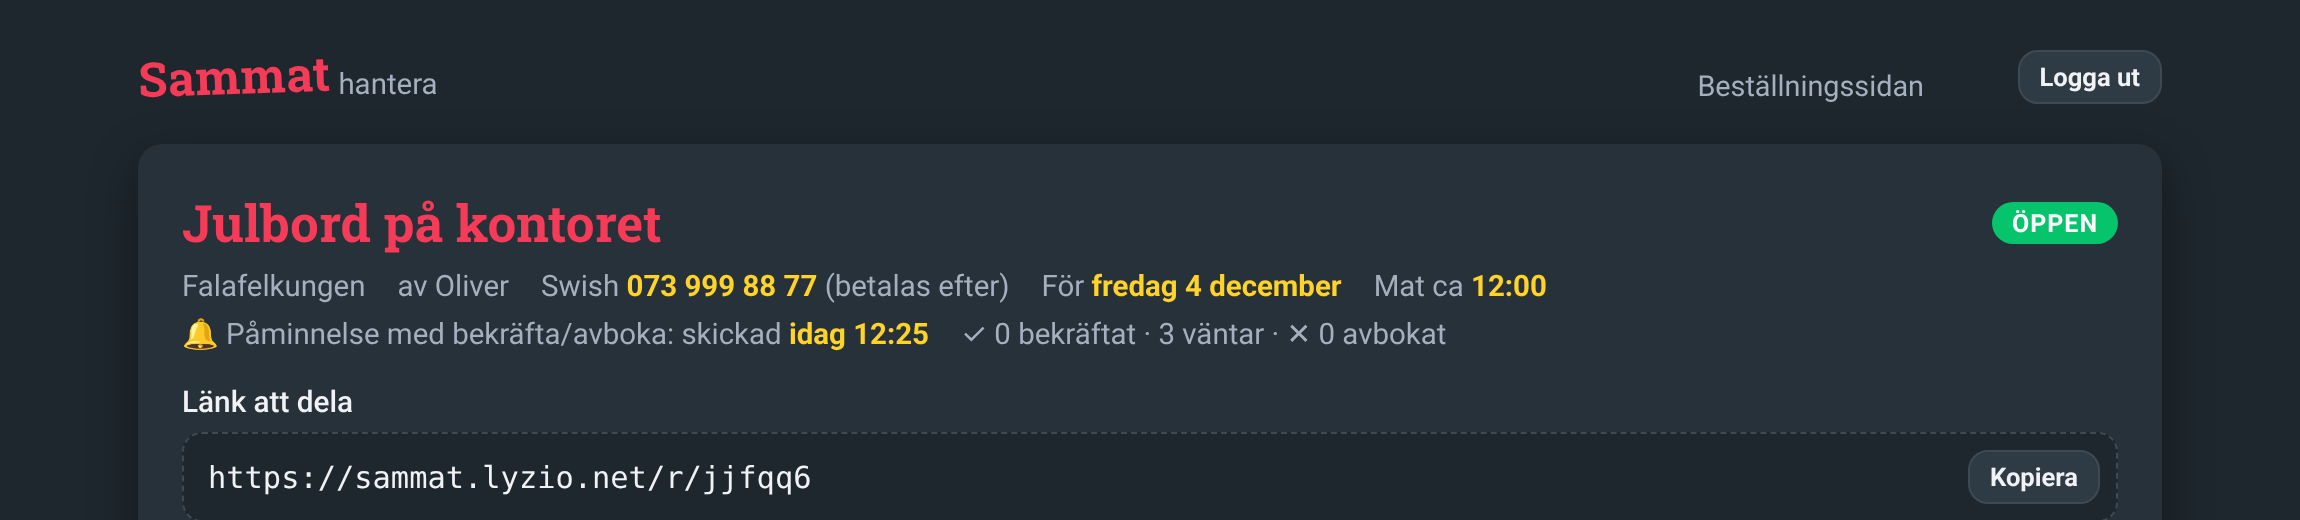 Sammat hantera
Beställningssidan
Logga ut
Julbord på kontoret
ÖPPEN
Falafelkungen av Oliver Swish 073 999 88 77 (betalas efter) För fredag 4 december Mat ca 12:00
🔔 Påminnelse med bekräfta/avboka: skickad idag 12:25 ✓ 0 bekräftat · 3 väntar · ✕ 0 avbokat
Länk att dela
https://sammat.lyzio.net/r/jjfqq6
Kopiera